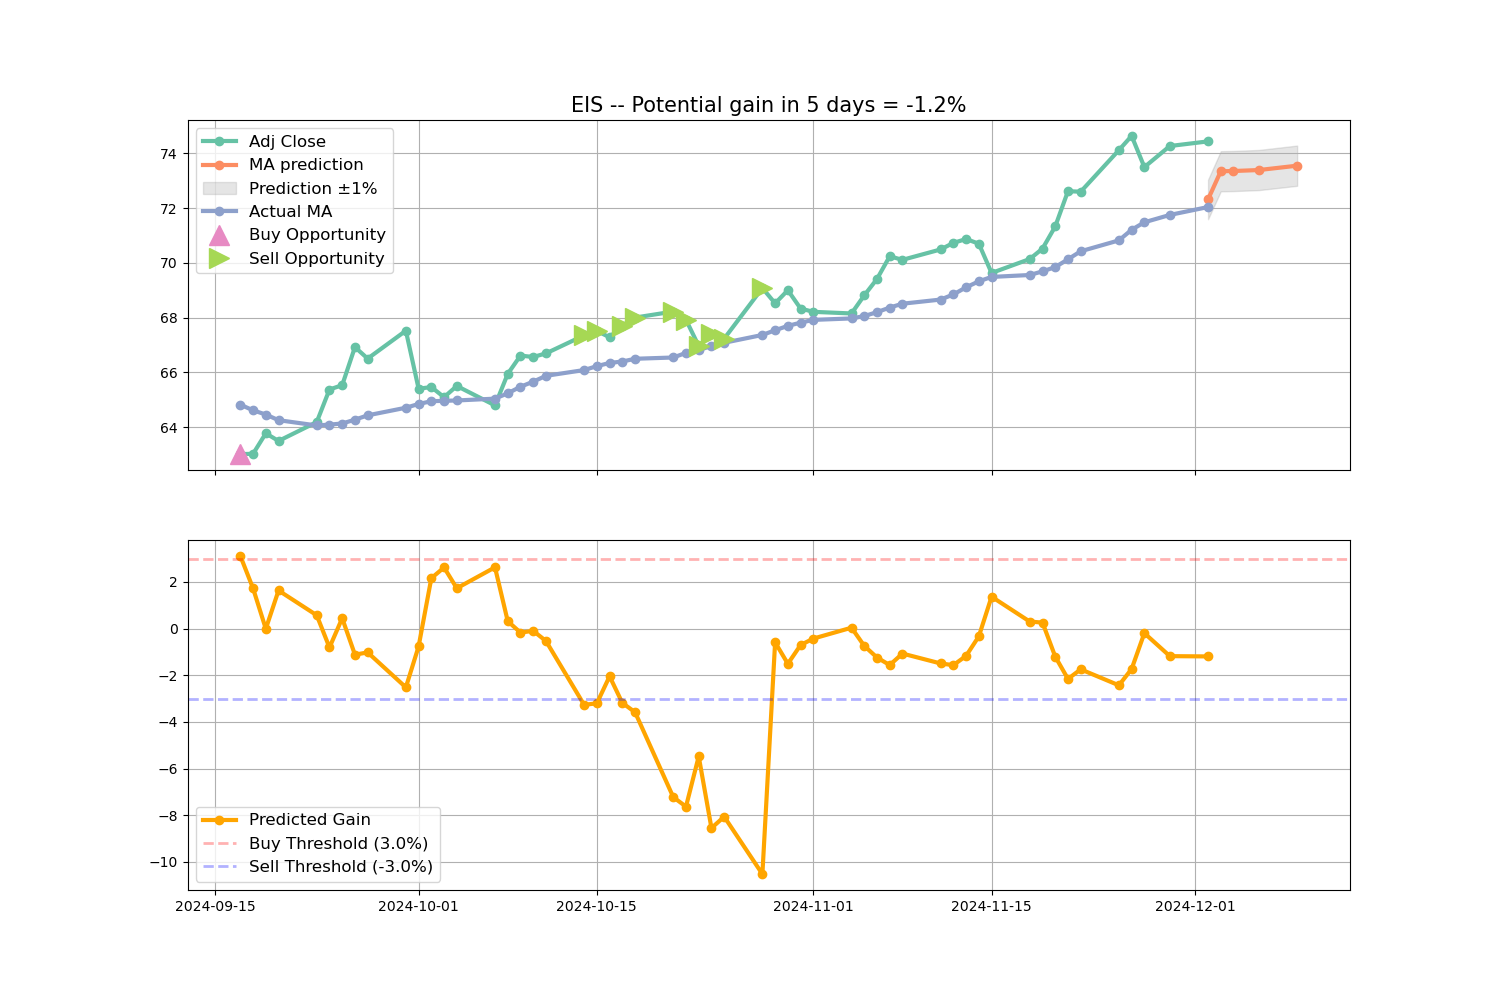 EIS -- Potential gain in 5 days = -1.2%
Adj Close
MA prediction
Prediction ±1%
Actual MA
Buy Opportunity
Sell Opportunity
74
72
70
68
66
64
2
0
−2
−4
−6
−8
−10
Predicted Gain
Buy Threshold (3.0%)
Sell Threshold (-3.0%)
2024-09-15
2024-10-01
2024-10-15
2024-11-01
2024-11-15
2024-12-01